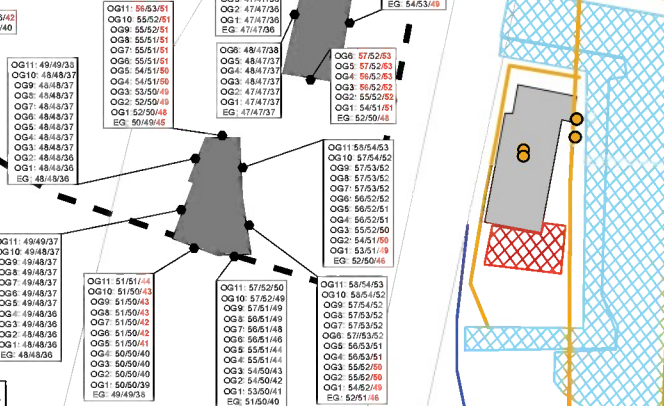 /42
/40
OG11: 49/49/38
OG10: 48/48/37
OG9: 48/48/37
OG8: 48/48/37
OG7: 48/48/37
OG6: 48/48/37
OG5: 48/48/37
OG4: 48/48/37
OG3: 48/48/37
OG2: 48/48/36
OG1: 48/48/36
EG: 48/48/36
OG11: 56/53/51
OG10: 55/52/51
OG9: 55/52/51
OG8: 55/51/51
OG7: 55/51/51
OG6: 55/51/51
OG5: 54/51/50
OG4: 54/51/50
OG3: 53/50/49
OG2: 52/50/49
OG1: 52/50/48
EG: 50/49/45
OG2: 47/47/36
OG1: 47/47/36
EG: 47/47/36
OG6: 48/47/38
OG5: 48/47/37
OG4: 48/47/37
OG3: 48/47/37
OG2: 47/47/37
OG1: 47/47/37
EG: 47/47/37
EG: 54/53/49
OG6: 57/52/53
OG5: 57/52/53
OG4: 56/52/53
OG3: 56/52/52
OG2: 55/52/52
OG1: 54/51/51
EG: 52/50/48
OG11: 58/54/53
OG10: 57/54/52
OG9: 57/53/52
OG8: 57/53/52
OG7: 57/53/52
OG6: 56/52/52
OG5: 56/52/51
OG4: 56/52/51
OG3: 55/52/50
OG2: 54/51/50
OG1: 53/51/49
EG: 52/50/46
OG11: 49/49/37
OG10: 49/48/37
OG9: 49/48/37
OG8: 49/48/37
OG7: 49/48/37
OG6: 49/48/37
OG5: 49/48/37
OG4: 49/48/37
OG3: 49/48/36
OG2: 48/48/36
OG1: 48/48/36
EG: 48/48/36
OG11: 51/51/44
OG10: 51/50/43
OG9: 51/50/43
OG8: 51/50/43
OG7: 51/50/42
OG6: 51/50/42
OG5: 51/50/41
OG4: 50/50/40
OG3: 50/50/40
OG2: 50/50/40
OG1: 50/50/39
EG: 49/49/38
OG11: 57/52/50
OG10: 57/52/49
OG9: 57/51/49
OG8: 56/51/49
OG7: 56/51/48
OG6: 56/51/46
OG5: 55/51/44
OG4: 55/51/44
OG3: 54/50/43
OG2: 54/50/42
OG1: 53/50/41
EG: 51/50/40
OG11: 58/54/53
OG10: 58/54/52
OG9: 58/54/52
OG8: 57/53/52
OG7: 57/53/52
OG6: 57/53/52
OG5: 56/53/51
OG4: 56/53/51
OG3: 55/52/50
OG2: 55/52/50
OG1: 54/52/49
EG: 52/51/46